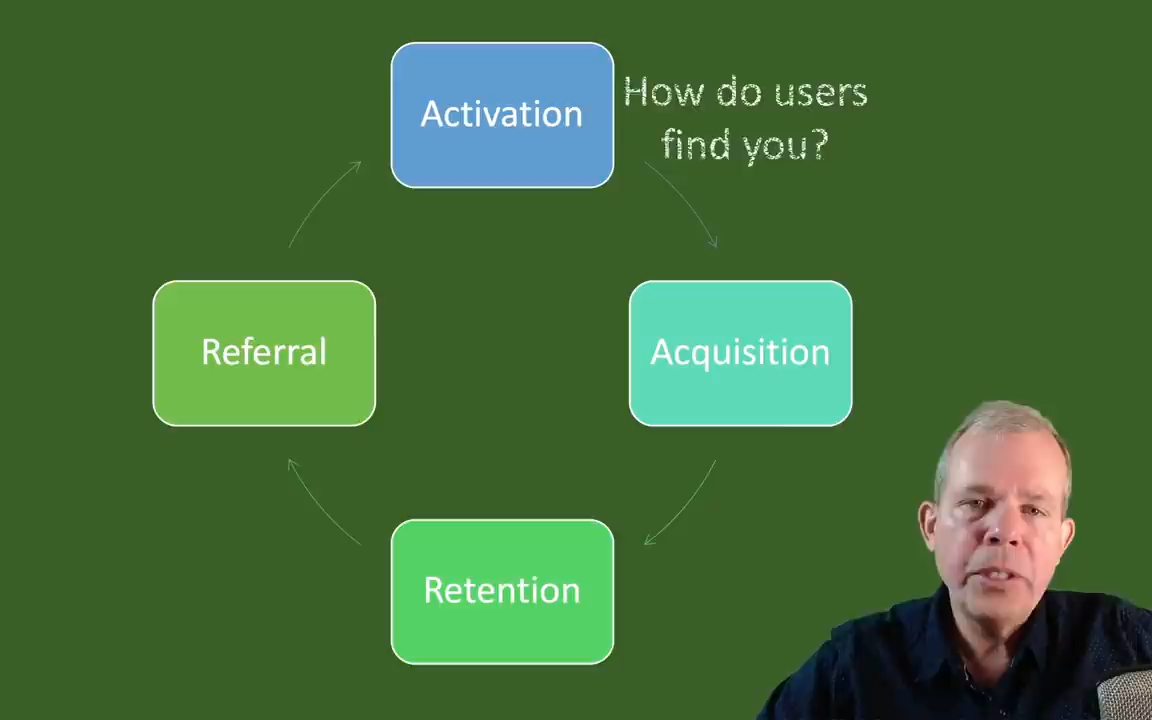 Activation
How do users
find you?
Referral
Acquisition
Retention